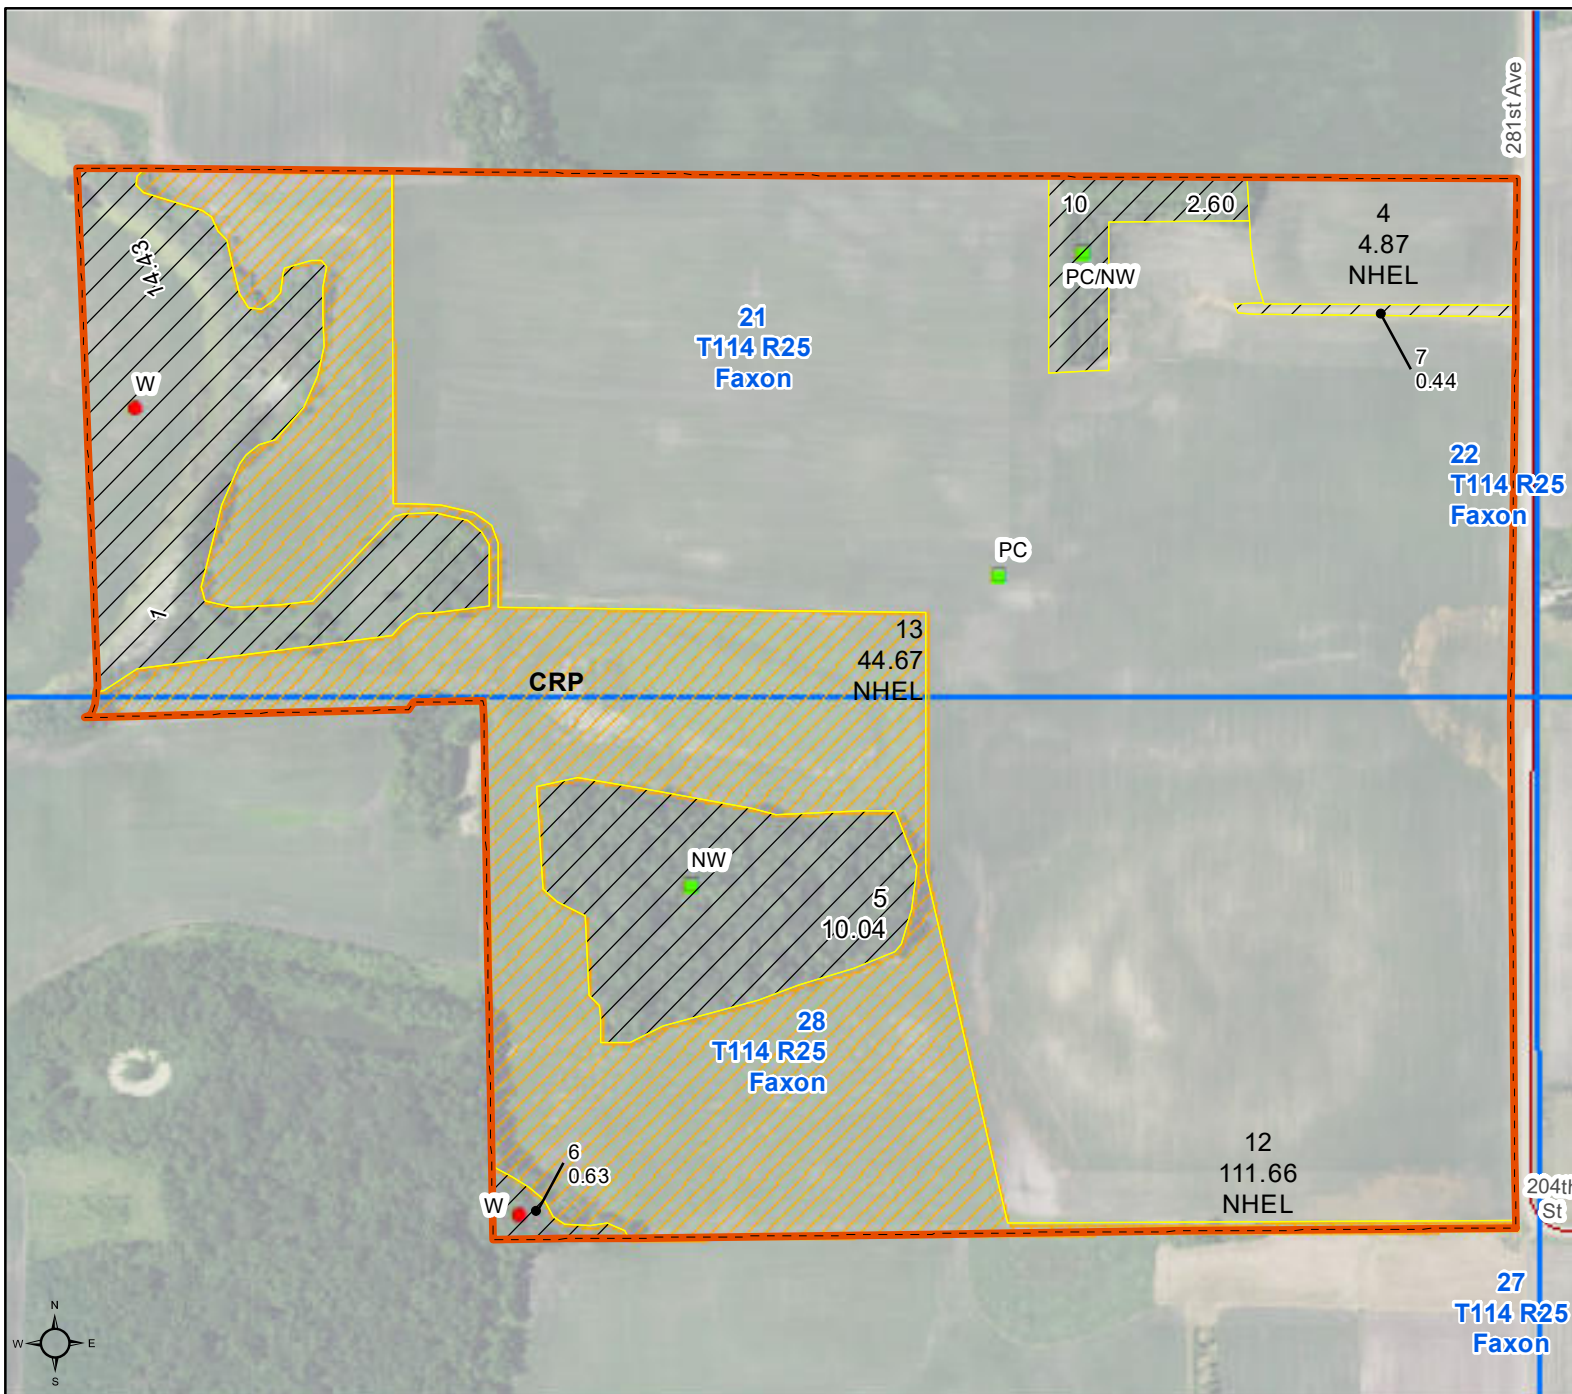 281st Ave
10
2.60
4
4.87
NHEL
PC/NW
14.43
21
T114 R25
Faxon
7
0.44
W
22
T114 R25
Faxon
PC
1
13
44.67
NHEL
CRP
NW
5
10.04
28
T114 R25
Faxon
12
111.66
NHEL
6
0.63
W
204th
St
27
T114 R25
Faxon
N
W
E
S